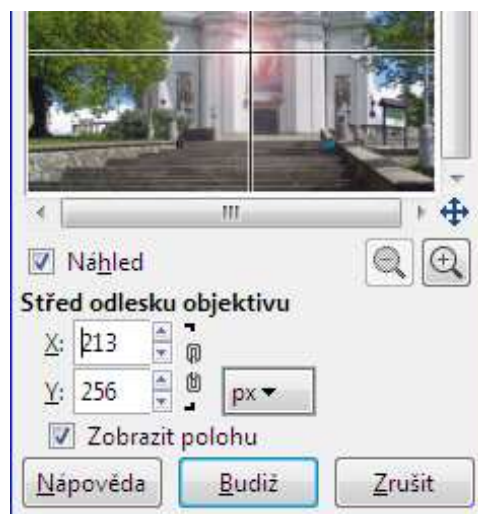 Náhled
Střed odlesku objektivu
X: 213
Y: 256 px
Zobrazit polohu
Nápověda Budiž Zrušit